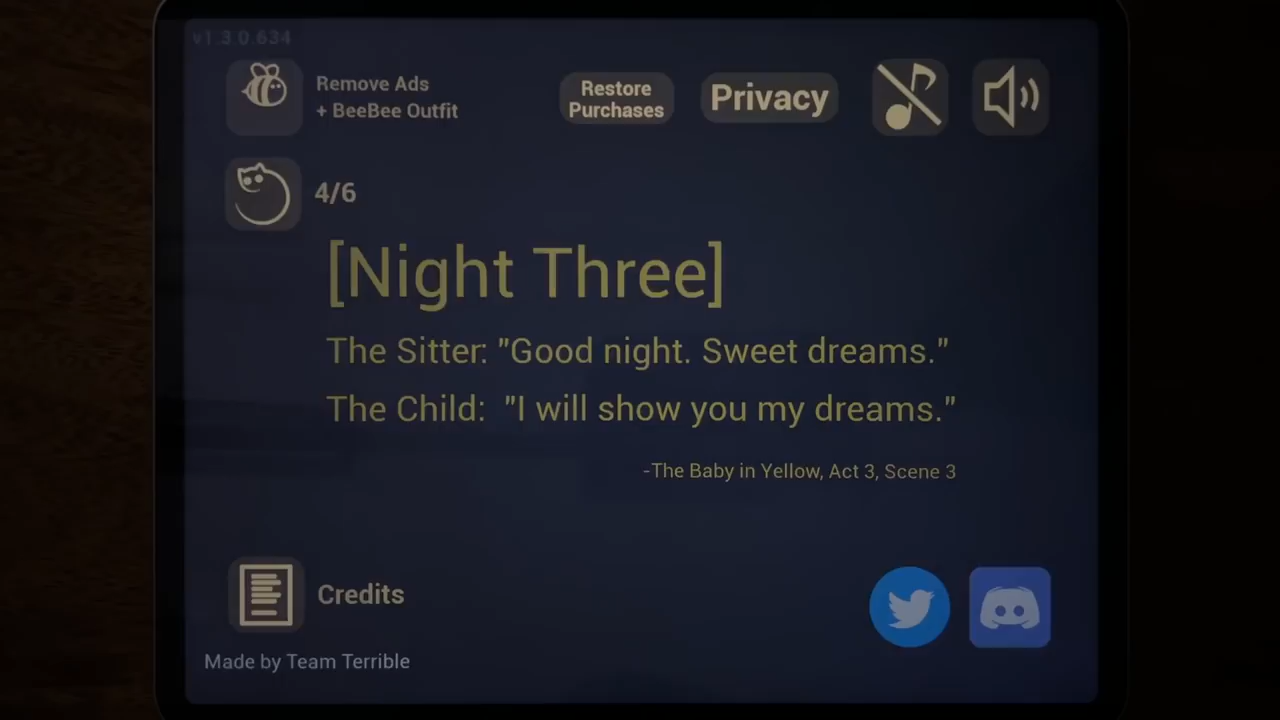 v1.3.0.634
Remove Ads
+ BeeBee Outfit
Restore
Purchases
Privacy
4/6
[Night Three]
The Sitter: "Good night. Sweet dreams."
The Child:  "I will show you my dreams."
-The Baby in Yellow, Act 3, Scene 3
Credits
Made by Team Terrible